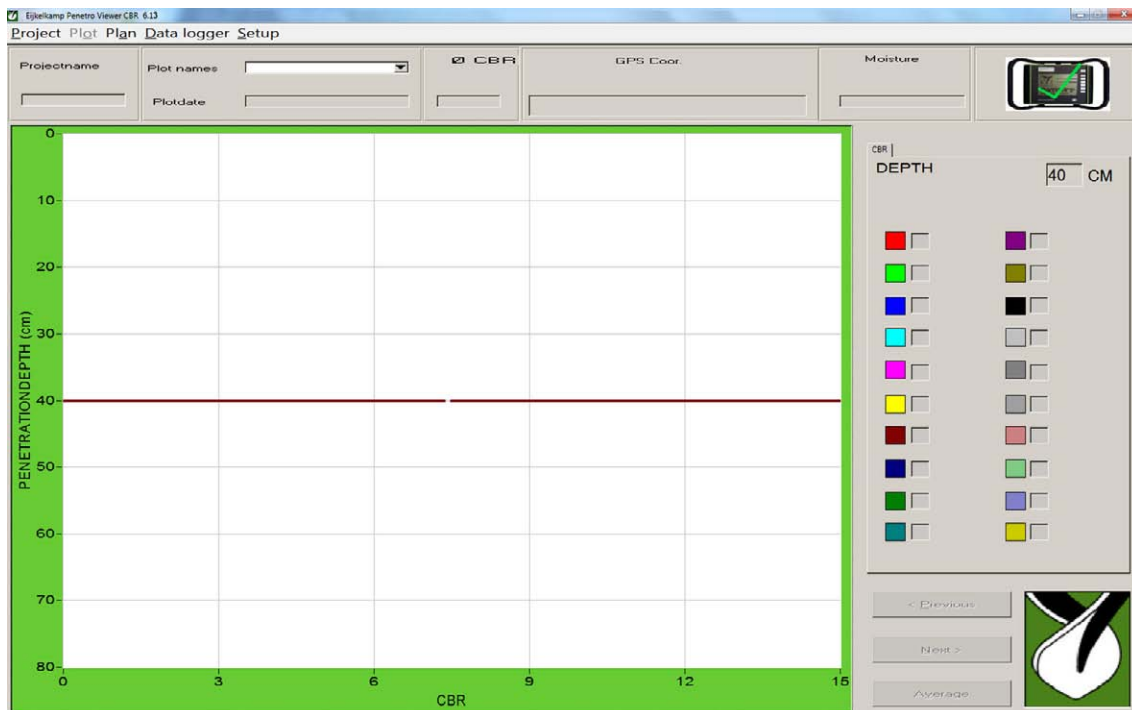 Eijkelkamp Penetro Viewer CBR 6.13
Project Plot Plan Data logger Setup
Projectname
Plot names
Plotdate
Ø CBR
GPS Coor.
Moisture
CBR
DEPTH 40 CM
PENETRATIONDEPTH (cm)
0
10
20
30
40
50
60
70
80
0 3 6 9 12 15
CBR
< Previous
Next >
Average